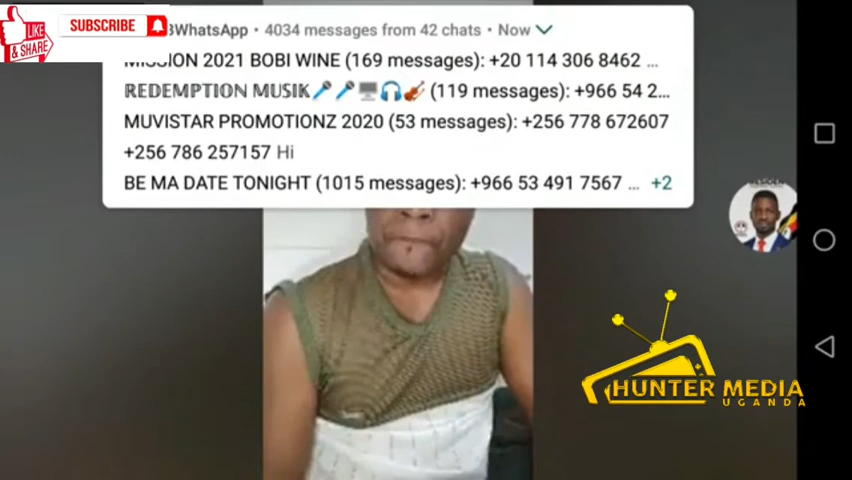 LIKE
& SHARE
SUBSCRIBE
BWhatsApp • 4034 messages from 42 chats • Now
MISSION 2021 BOBI WINE (169 messages): +20 114 306 8462 ...
ℝ𝔼𝔻𝔼𝕄ℙ𝕋𝕀𝕆ℕ 𝕄𝕌𝕊𝕀𝕂🎤🎤🖥️🎧🎻 (119 messages): +966 54 2...
MUVISTAR PROMOTIONZ 2020 (53 messages): +256 778 672607
+256 786 257157 Hi
BE MA DATE TONIGHT (1015 messages): +966 53 491 7567 ... +2
HUNTER MEDIA
UGANDA